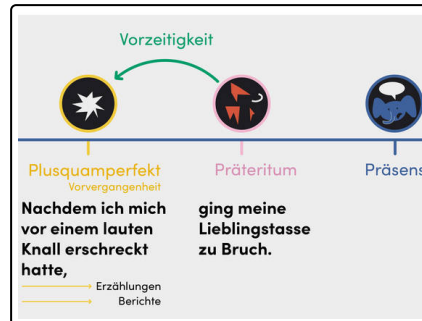 Vorzeitigkeit
Plusquamperfekt
Vorvergangenheit
Präteritum
Präsens
Nachdem ich mich
vor einem lauten
Knall erschreckt
hatte,
ging meine
Lieblingstasse
zu Bruch.
Erzählungen
Berichte